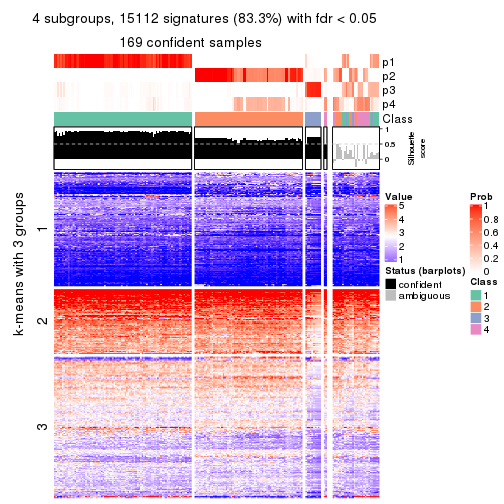 4 subgroups, 15112 signatures (83.3%) with fdr < 0.05
169 confident samples
p1
p2
p3
p4
Class
1
0.5
0
Silhouette
score
k-means with 3 groups
1
2
3
Value
5
4
3
2
1
Status (barplots)
confident
ambiguous
Prob
1
0.8
0.6
0.4
0.2
0
Class
1
2
3
4